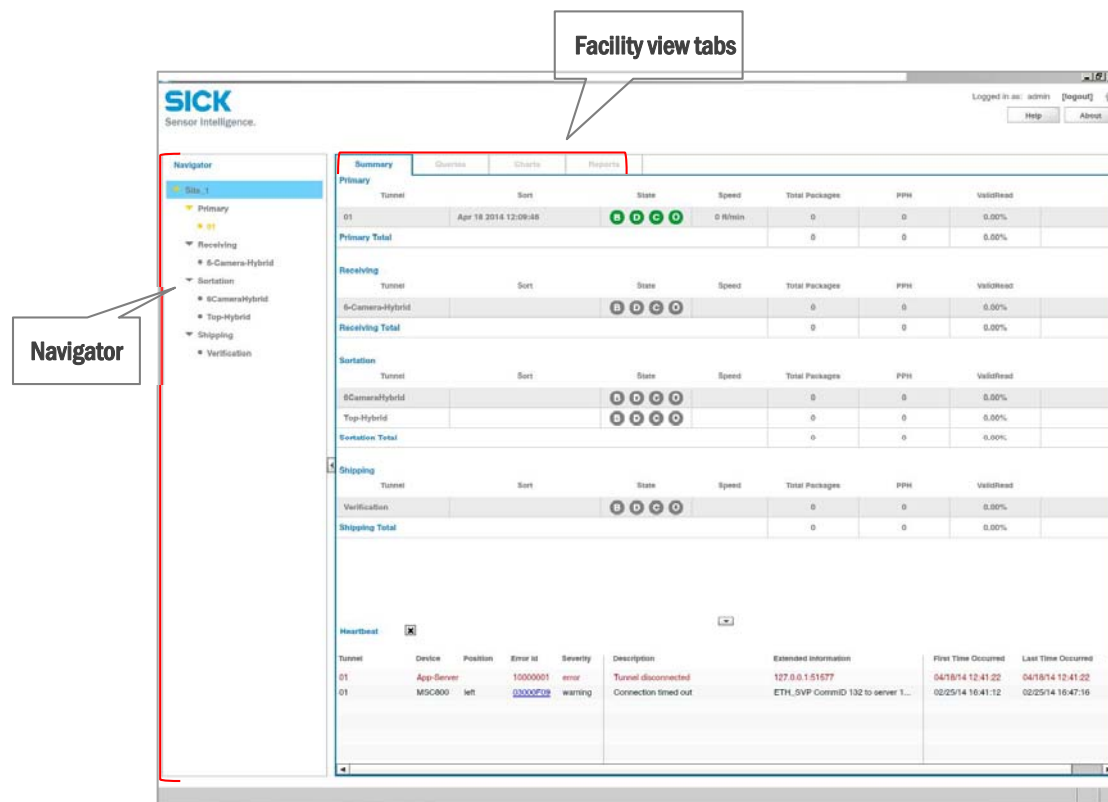 Facility view tabs
SICK
Sensor Intelligence.
Logged in as: admin [logout]
Help About
Navigator
Site_1
Primary
01
Receiving
6-Camera-Hybrid
Sortation
6CameraHybrid
Top-Hybrid
Shipping
Verification
Navigator
Summary Queries Charts Reports
Primary
Tunnel Sort State Speed Total Packages PPH ValidRead
01 Apr 18 2014 12:09:48 B D C O 0 ft/min 0 0 0.00%
Primary Total 0 0 0.00%
Receiving
Tunnel Sort State Speed Total Packages PPH ValidRead
6-Camera-Hybrid B D C O 0 0 0.00%
Receiving Total 0 0 0.00%
Sortation
Tunnel Sort State Speed Total Packages PPH ValidRead
6CameraHybrid B D C O 0 0 0.00%
Top-Hybrid B D C O
Sortation Total 0 0 0.00%
Shipping
Tunnel Sort State Speed Total Packages PPH ValidRead
Verification B D C O 0 0 0.00%
Shipping Total 0 0 0.00%
Heartbeat
Tunnel Device Position Error Id Severity Description Extended Information First Time Occurred Last Time Occurred
01 App-Server 10000001 error Tunnel disconnected 127.0.0.1:51577 04/18/14 12:41:22 04/18/14 12:41:22
01 MSC800 left 03000F09 warning Connection timed out ETH_SVP CommID 132 to server 1... 02/25/14 16:41:12 02/25/14 16:47:16